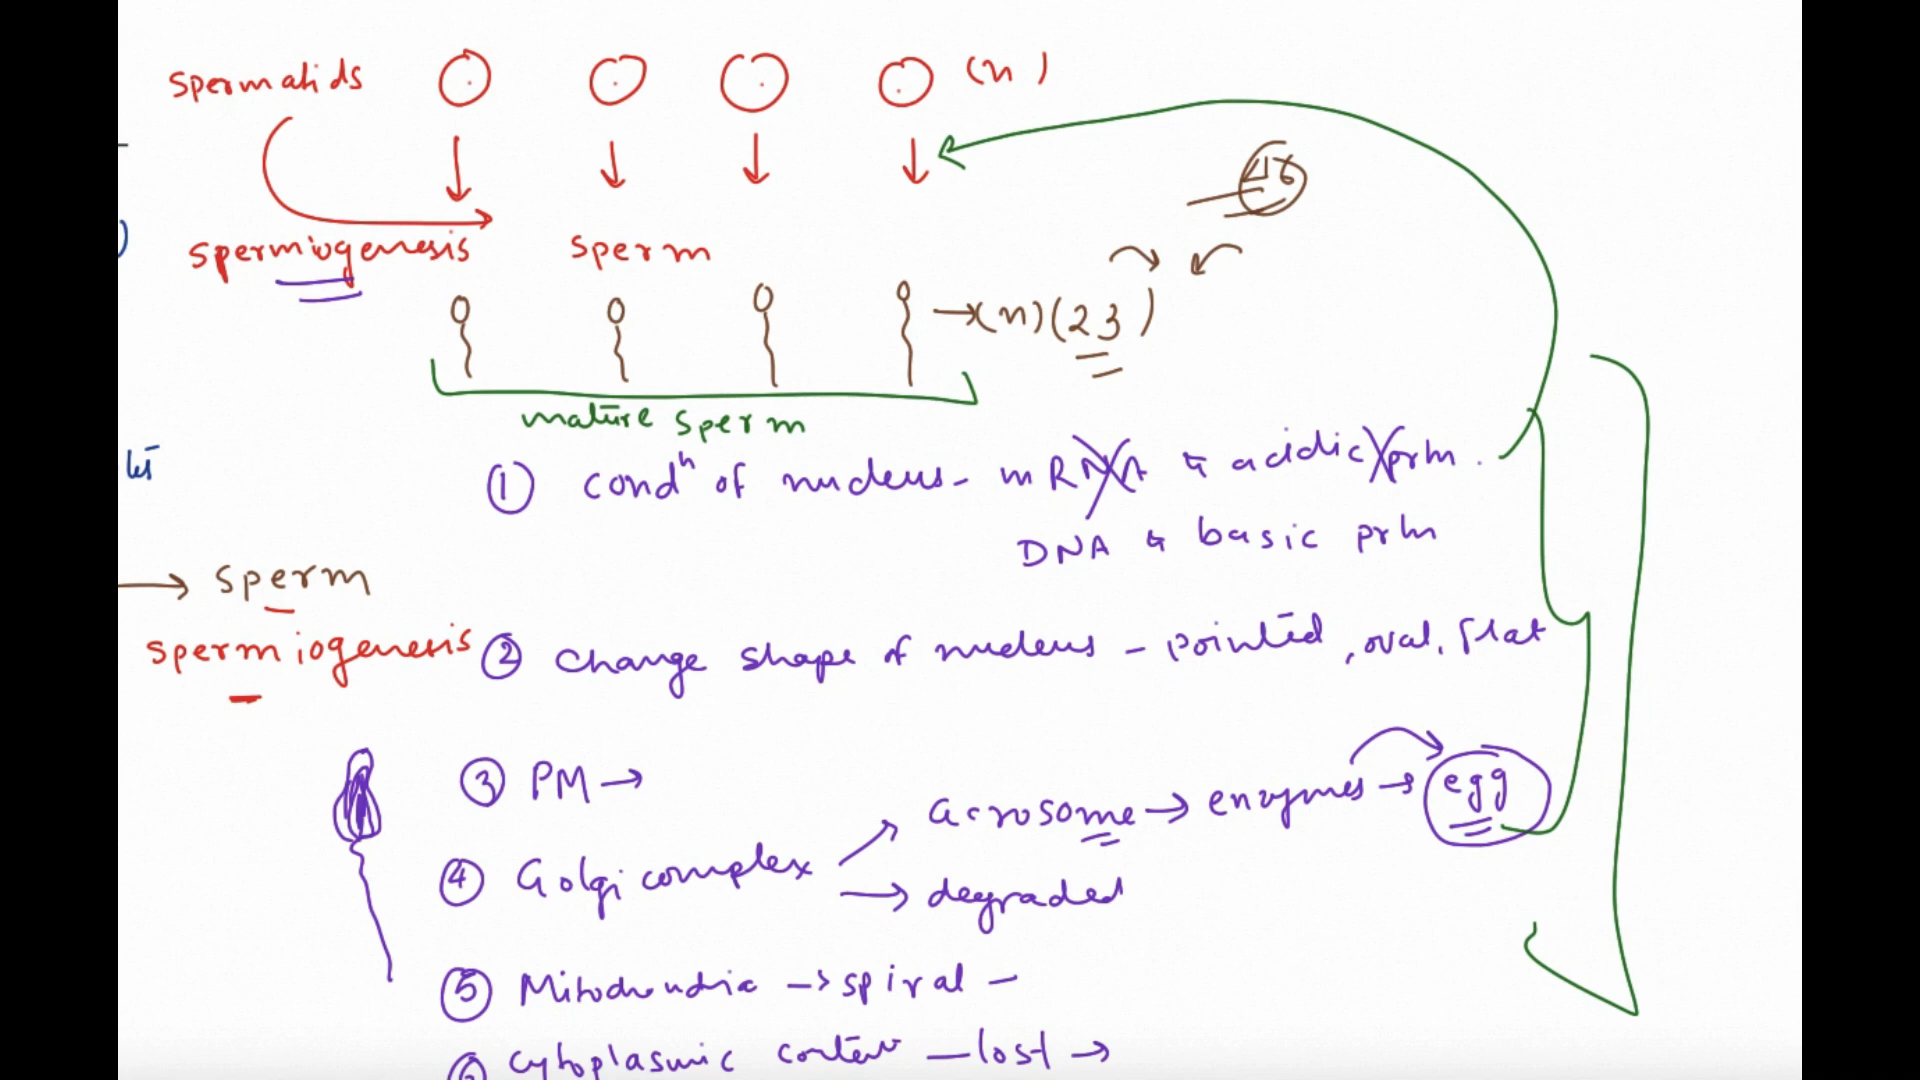 spermatids (n)
46
spermiogenesis sperm
→(n)(23)
mature sperm
① condⁿ of nucleus - mRNA & acidic prtn.
DNA & basic prtn
→ sperm
spermiogenesis ② change shape of nucleus - pointed, oval, flat
③ PM →
acrosome → enzymes → egg
④ Golgi complex
→ degraded
⑤ Mitochondria → spiral -
⑥ cytoplasmic content — lost →